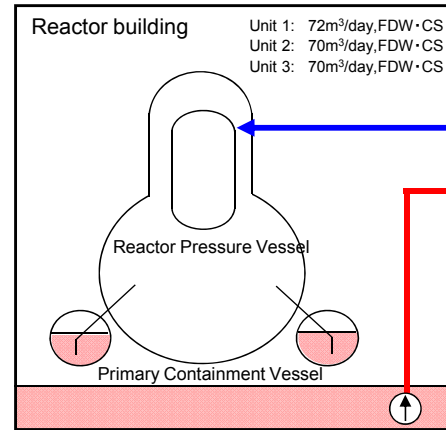 Reactor building
Unit 1: 72m³/day,FDW・CS
Unit 2: 70m³/day,FDW・CS
Unit 3: 70m³/day,FDW・CS
Reactor Pressure Vessel
Primary Containment Vessel